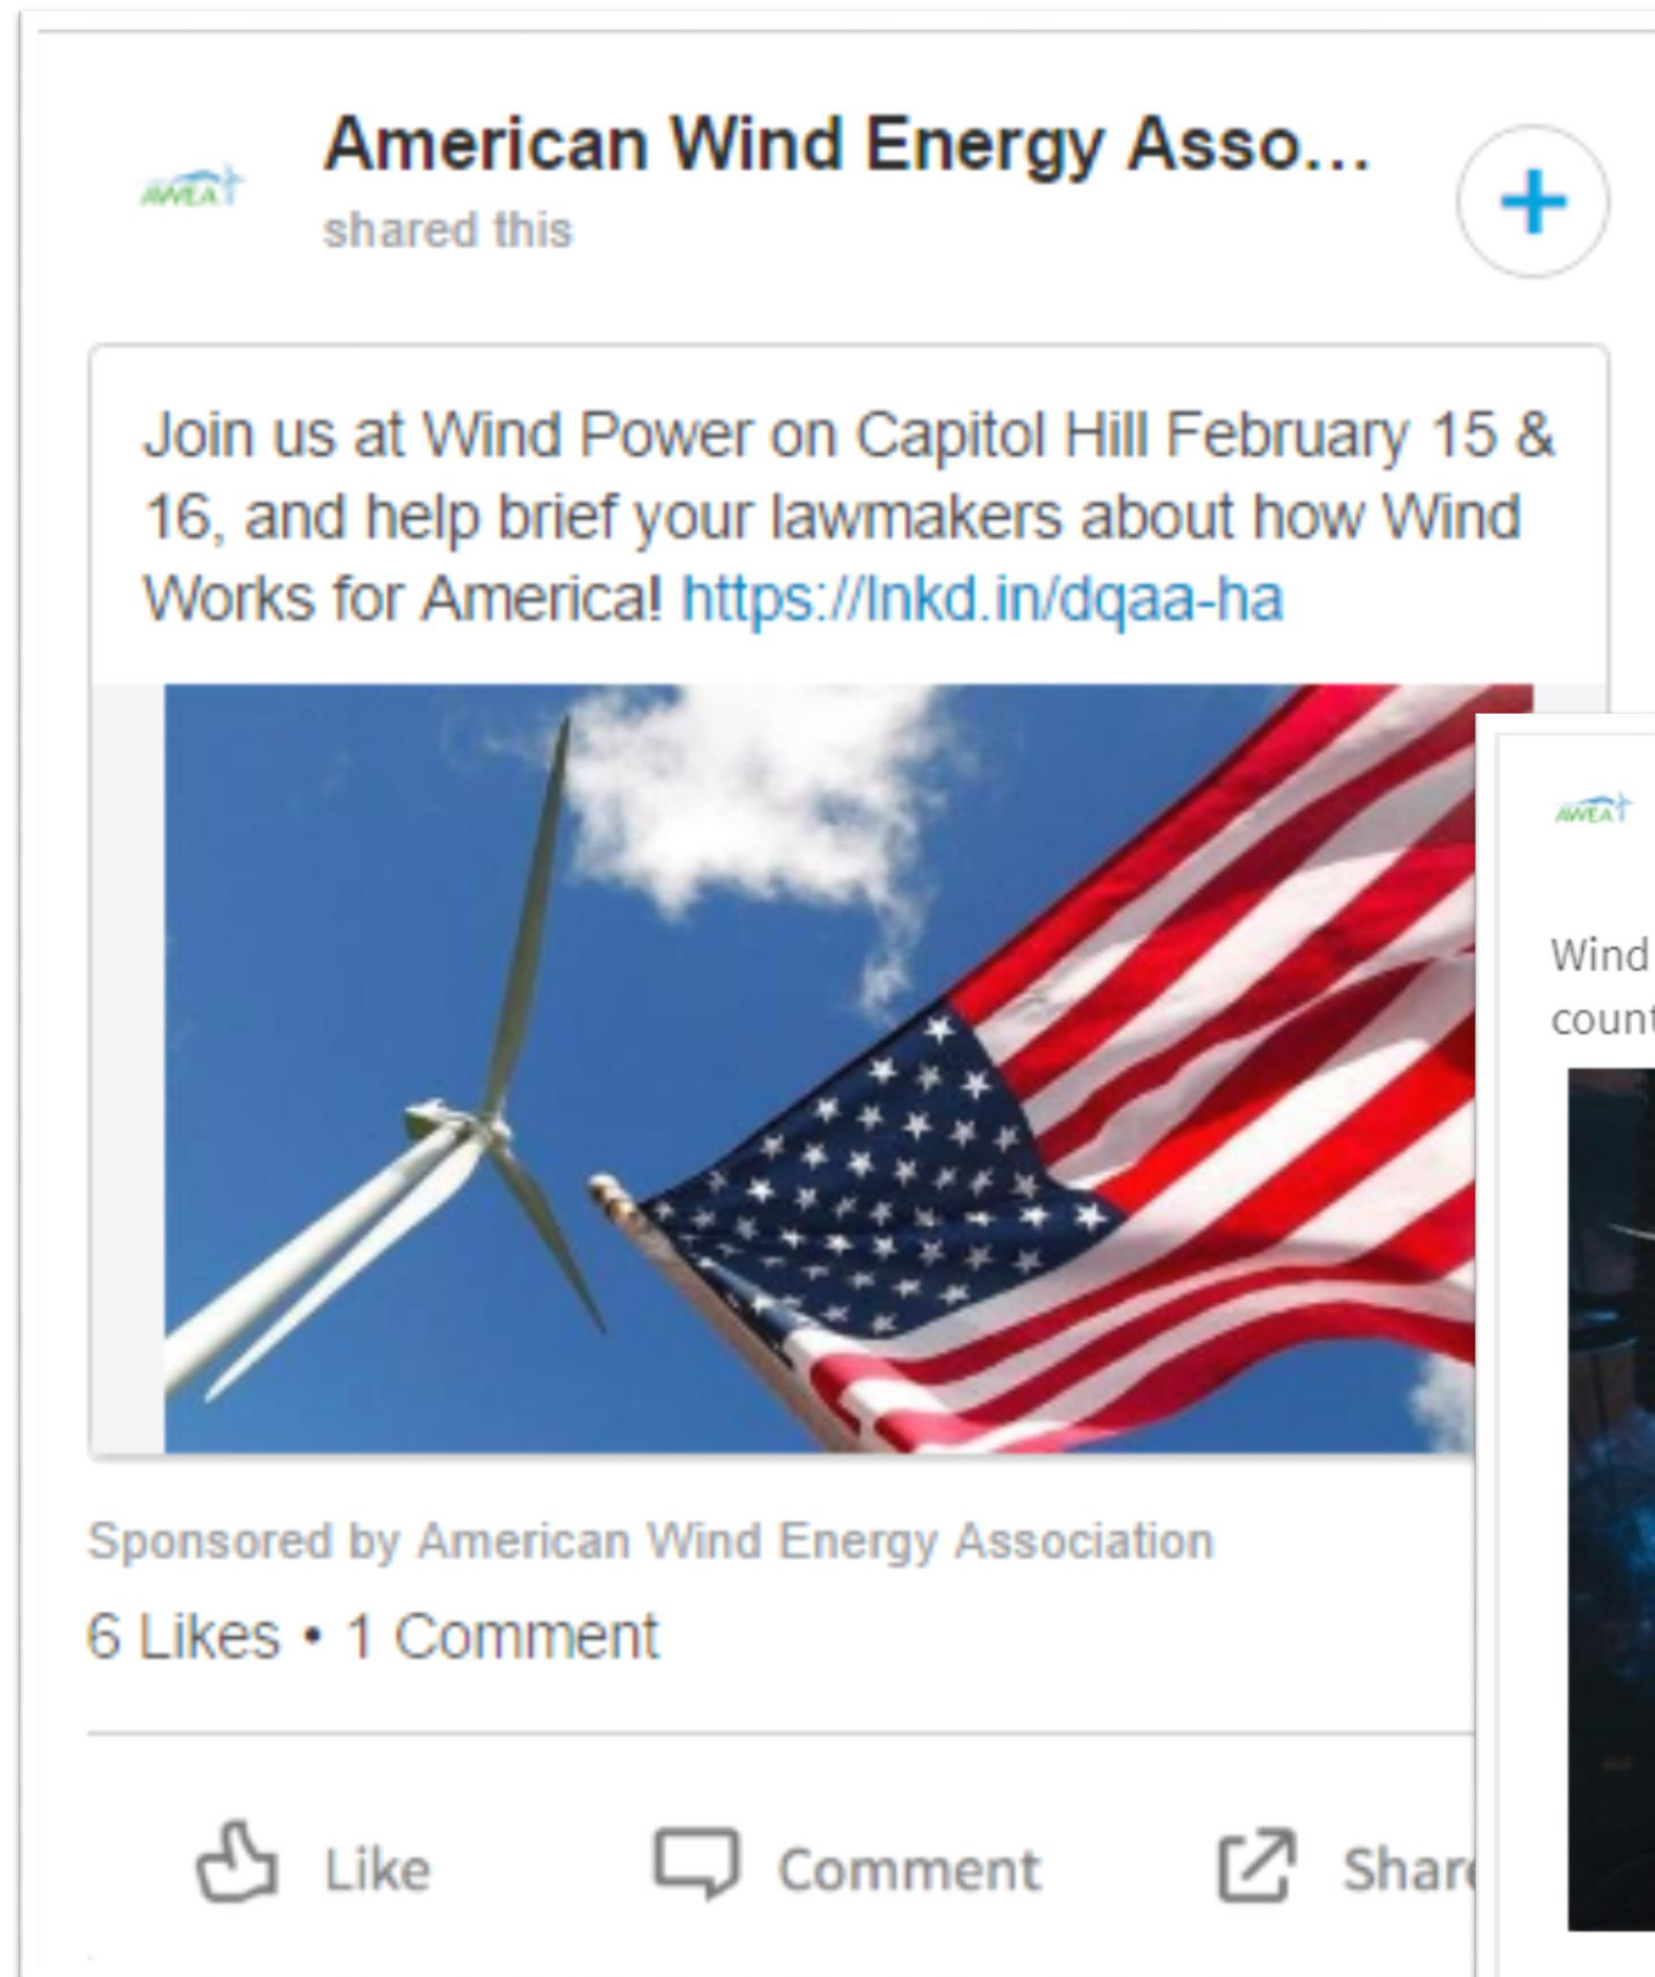 AWEA
American Wind Energy Asso...
shared this
Join us at Wind Power on Capitol Hill February 15 &
16, and help brief your lawmakers about how Wind
Works for America! https://lnkd.in/dqaa-ha
Sponsored by American Wind Energy Association
6 Likes • 1 Comment
Like
Comment
Share
AWEA
Wind
count